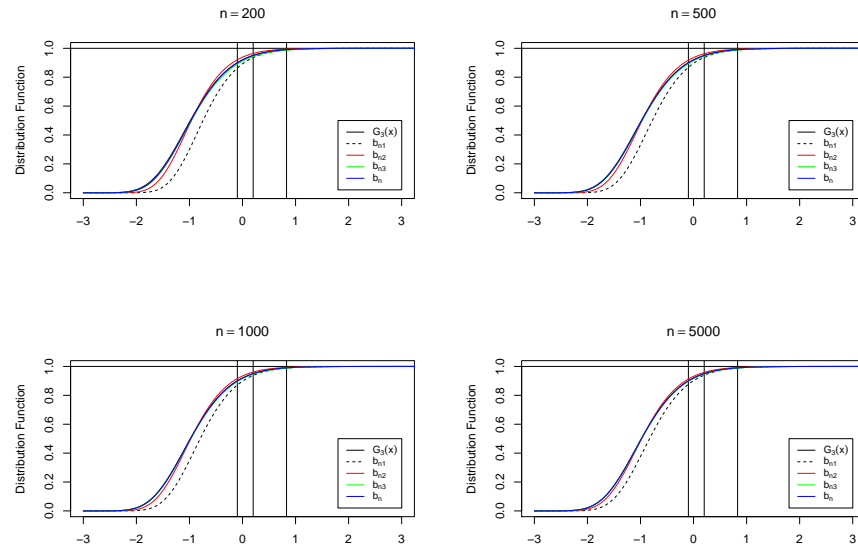 n = 200
Distribution Function
1.0
0.8
0.6
0.4
0.2
0.0
−3 −2 −1 0 1 2 3
G3(x)
bn1
bn2
bn3
bn
n = 500
Distribution Function
1.0
0.8
0.6
0.4
0.2
0.0
−3 −2 −1 0 1 2 3
G3(x)
bn1
bn2
bn3
bn
n = 1000
Distribution Function
1.0
0.8
0.6
0.4
0.2
0.0
−3 −2 −1 0 1 2 3
G3(x)
bn1
bn2
bn3
bn
n = 5000
Distribution Function
1.0
0.8
0.6
0.4
0.2
0.0
−3 −2 −1 0 1 2 3
G3(x)
bn1
bn2
bn3
bn